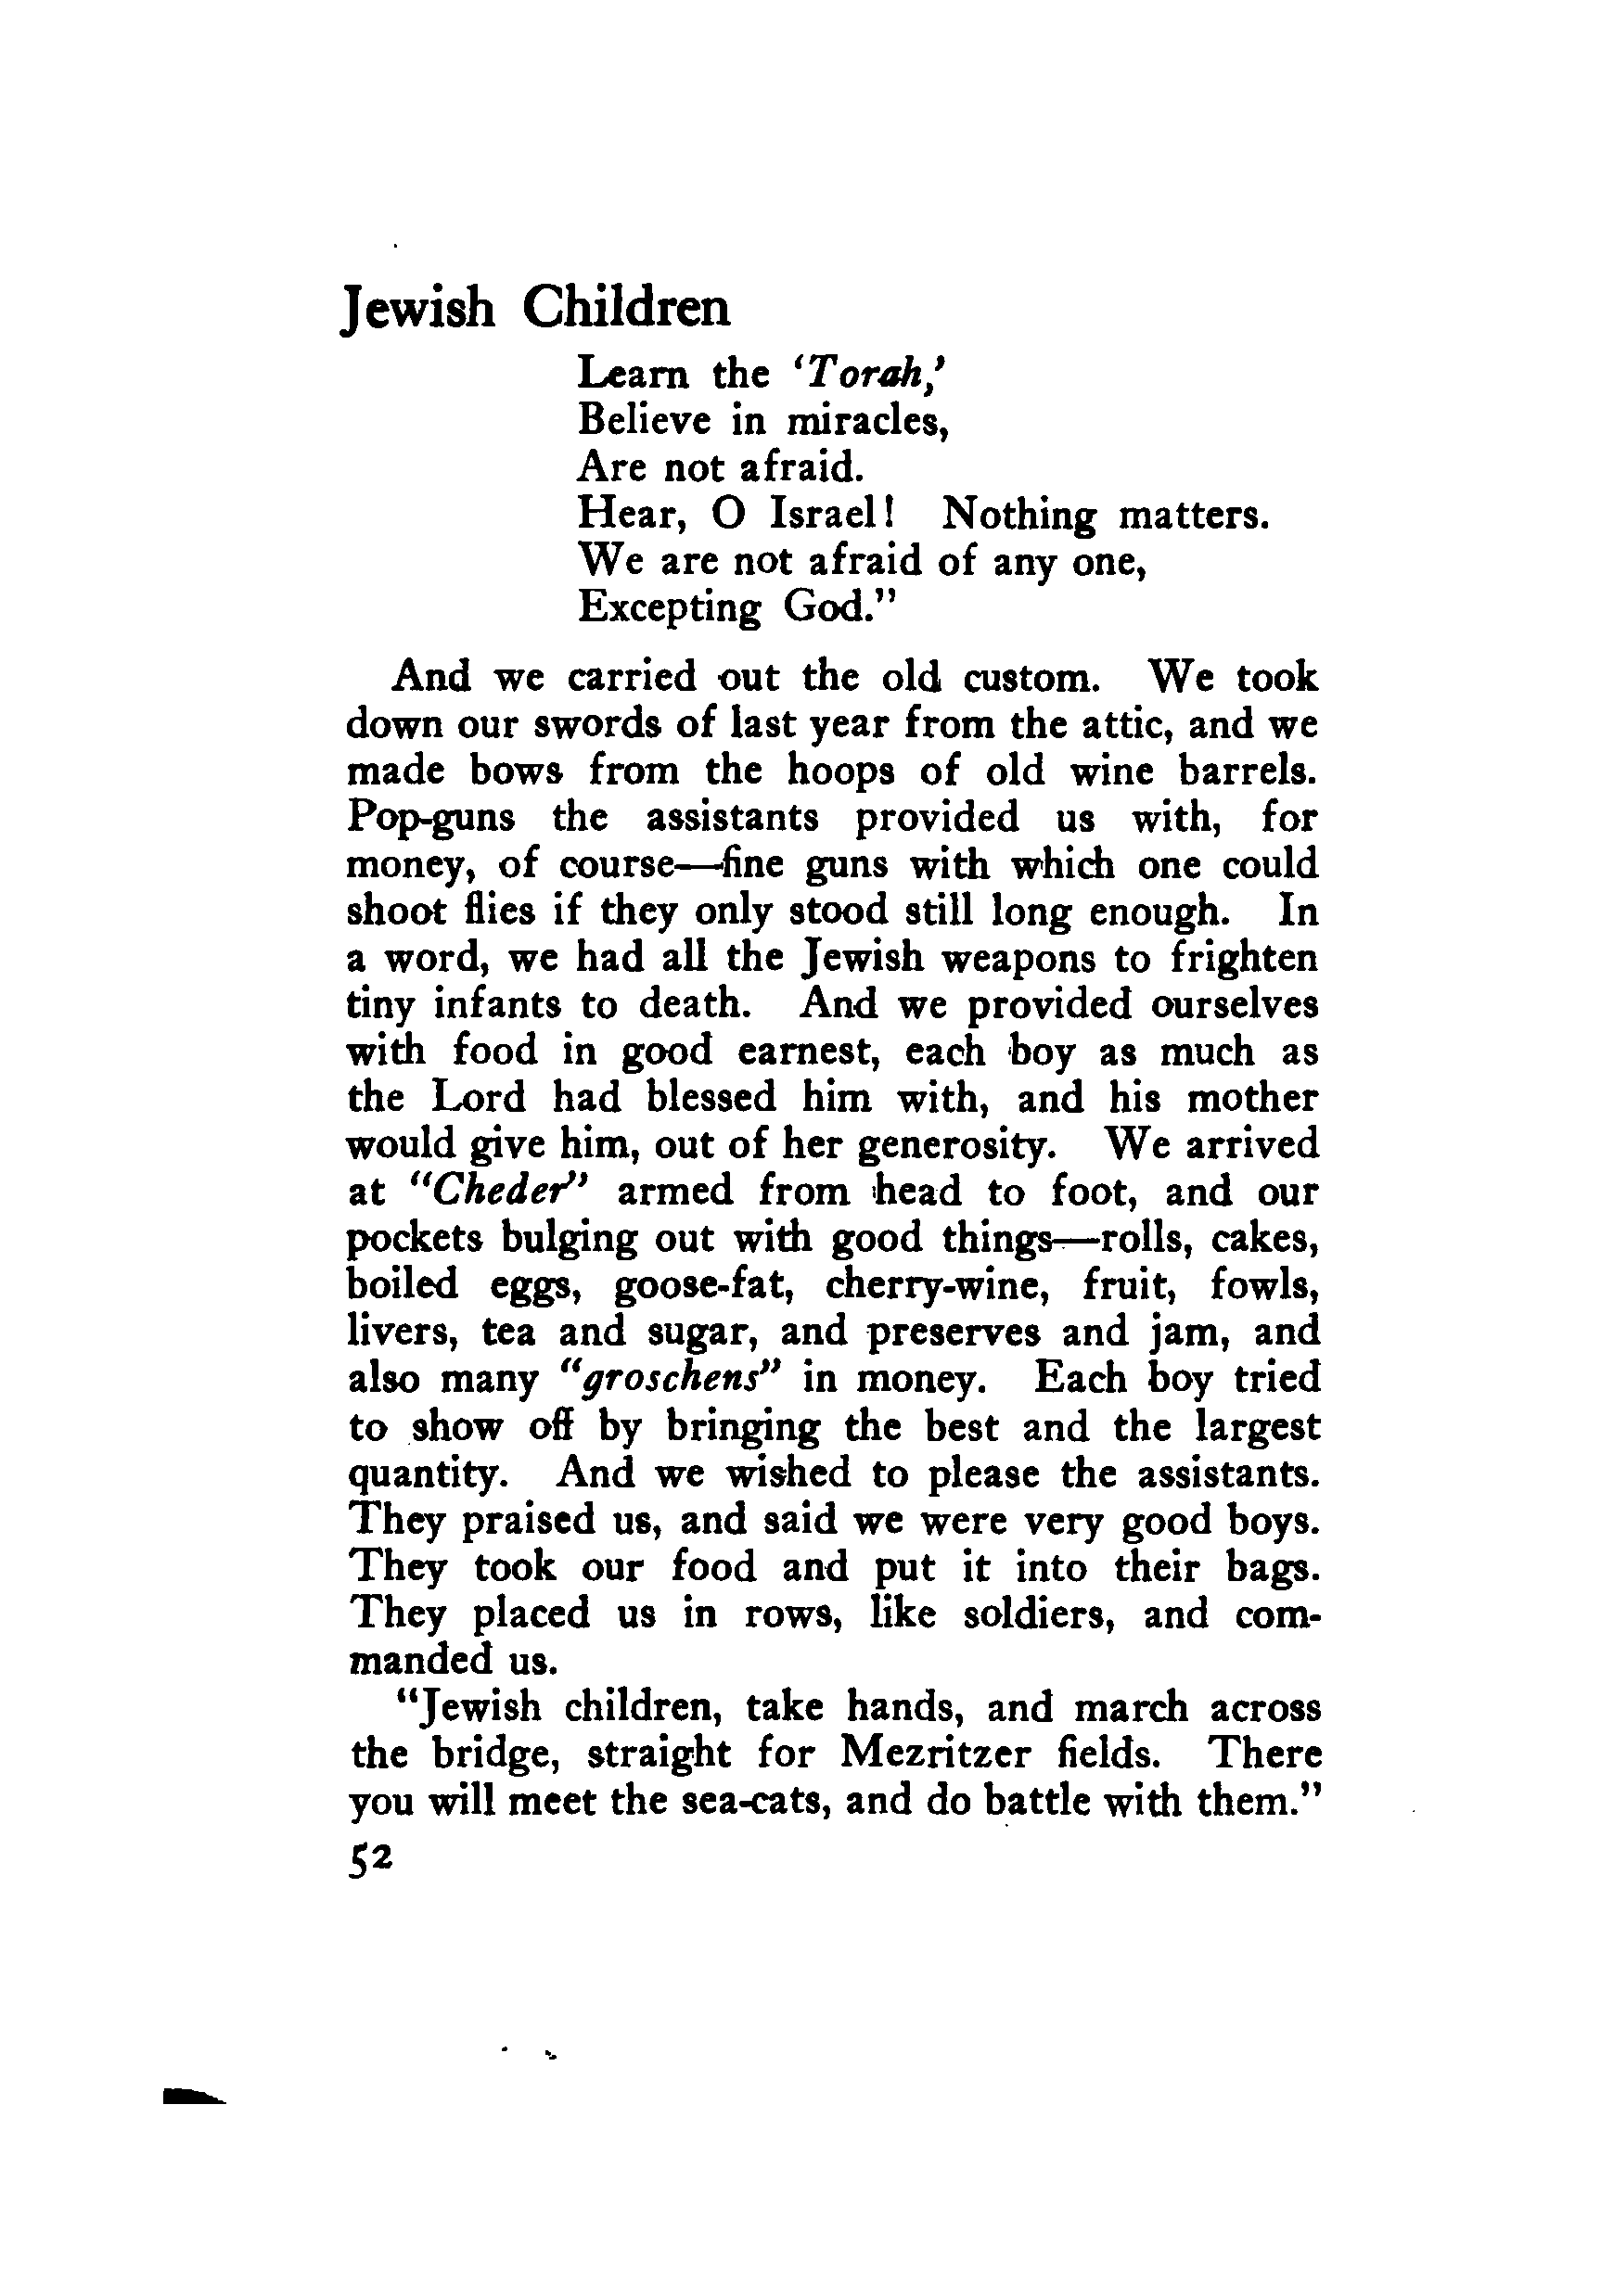 Jewish Children
Learn the ‘Torah,’
Believe in miracles,
Are not afraid.
Hear, O Israel! Nothing matters.
We are not afraid of any one,
Excepting God.”
And we carried out the old custom. We took
down our swords of last year from the attic, and we
made bows from the hoops of old wine barrels.
Pop-guns the assistants provided us with, for
money, of course—fine guns with which one could
shoot flies if they only stood still long enough. In
a word, we had all the Jewish weapons to frighten
tiny infants to death. And we provided ourselves
with food in good earnest, each boy as much as
the Lord had blessed him with, and his mother
would give him, out of her generosity. We arrived
at “Cheder” armed from head to foot, and our
pockets bulging out with good things—rolls, cakes,
boiled eggs, goose-fat, cherry-wine, fruit, fowls,
livers, tea and sugar, and preserves and jam, and
also many “groschens” in money. Each boy tried
to show off by bringing the best and the largest
quantity. And we wished to please the assistants.
They praised us, and said we were very good boys.
They took our food and put it into their bags.
They placed us in rows, like soldiers, and com-
manded us.
“Jewish children, take hands, and march across
the bridge, straight for Mezritzer fields. There
you will meet the sea-cats, and do battle with them.”
52